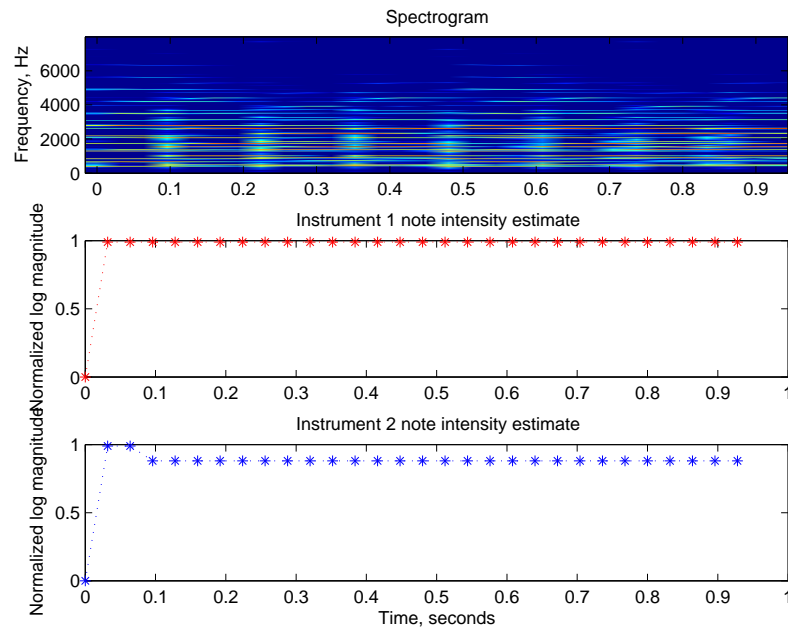 Spectrogram
Frequency, Hz
6000
4000
2000
0
0 0.1 0.2 0.3 0.4 0.5 0.6 0.7 0.8 0.9
Instrument 1 note intensity estimate
Normalized log magnitude
1
0.5
0
0 0.1 0.2 0.3 0.4 0.5 0.6 0.7 0.8 0.9 1
Instrument 2 note intensity estimate
Normalized log magnitude
1
0.5
0
0 0.1 0.2 0.3 0.4 0.5 0.6 0.7 0.8 0.9 1
Time, seconds